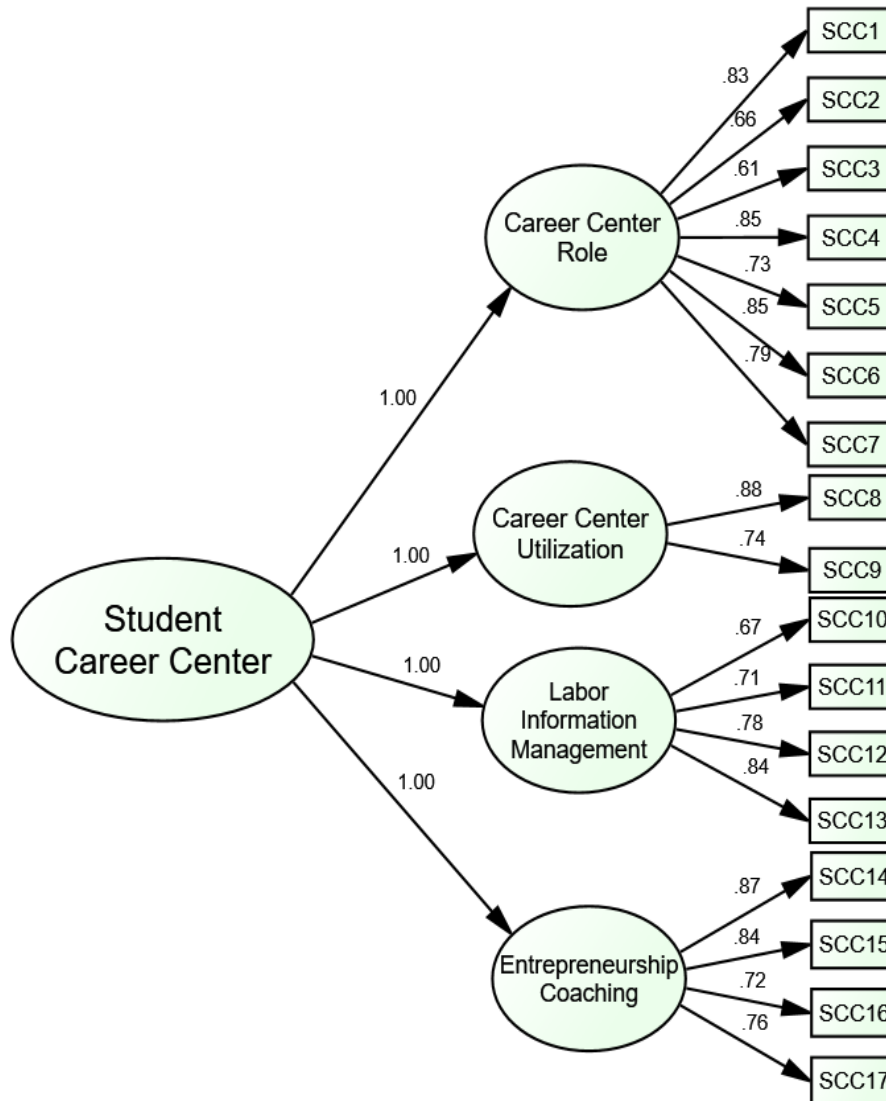 SCC1
.83
SCC2
.66
SCC3
.61
Career Center
Role
.85
SCC4
.73
SCC5
.85
SCC6
.79
SCC7
1.00
.88
SCC8
Career Center
Utilization
.74
SCC9
1.00
Student
Career Center
.67
SCC10
1.00
Labor
Information
Management
.71
SCC11
.78
SCC12
.84
SCC13
1.00
.87
SCC14
Entrepreneurship
Coaching
.84
SCC15
.72
SCC16
.76
SCC17